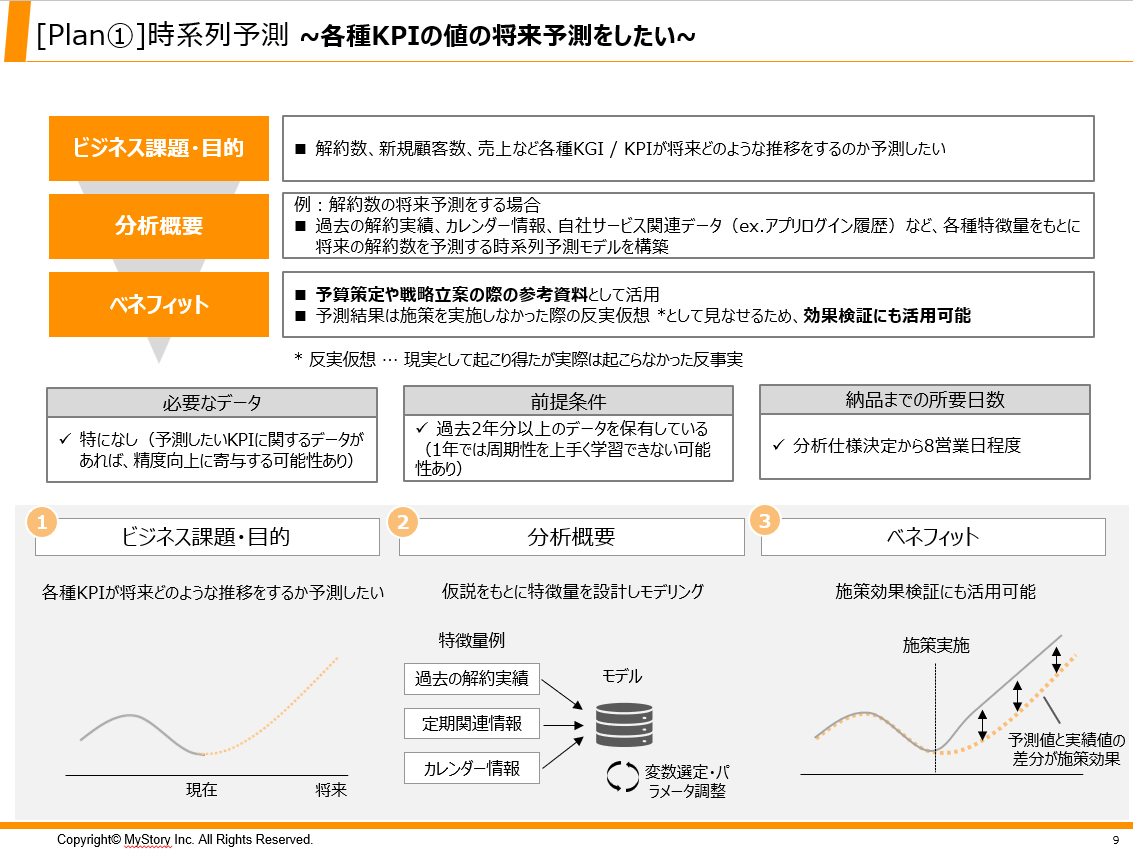 [Plan①]時系列予測 ~各種KPIの値の将来予測をしたい~
ビジネス課題・目的
■ 解約数、新規顧客数、売上など各種KGI / KPIが将来どのような推移をするのか予測したい
分析概要
例：解約数の将来予測をする場合
■ 過去の解約実績、カレンダー情報、自社サービス関連データ（ex.アプリログイン履歴）など、各種特徴量をもとに
将来の解約数を予測する時系列予測モデルを構築
ベネフィット
■ 予算策定や戦略立案の際の参考資料として活用
■ 予測結果は施策を実施しなかった際の反実仮想 *として見なせるため、効果検証にも活用可能
* 反実仮想 … 現実として起こり得たが実際は起こらなかった反事実
必要なデータ
✓ 特になし（予測したいKPIに関するデータが
あれば、精度向上に寄与する可能性あり）
前提条件
✓ 過去2年分以上のデータを保有している
（1年では周期性を上手く学習できない可能
性あり）
納品までの所要日数
✓ 分析仕様決定から8営業日程度
1
ビジネス課題・目的
各種KPIが将来どのような推移をするか予測したい
現在
将来
2
分析概要
仮説をもとに特徴量を設計しモデリング
特徴量例
過去の解約実績
定期関連情報
カレンダー情報
モデル
変数選定・パ
ラメータ調整
3
ベネフィット
施策効果検証にも活用可能
施策実施
予測値と実績値の
差分が施策効果
Copyright© MyStory Inc. All Rights Reserved.
9